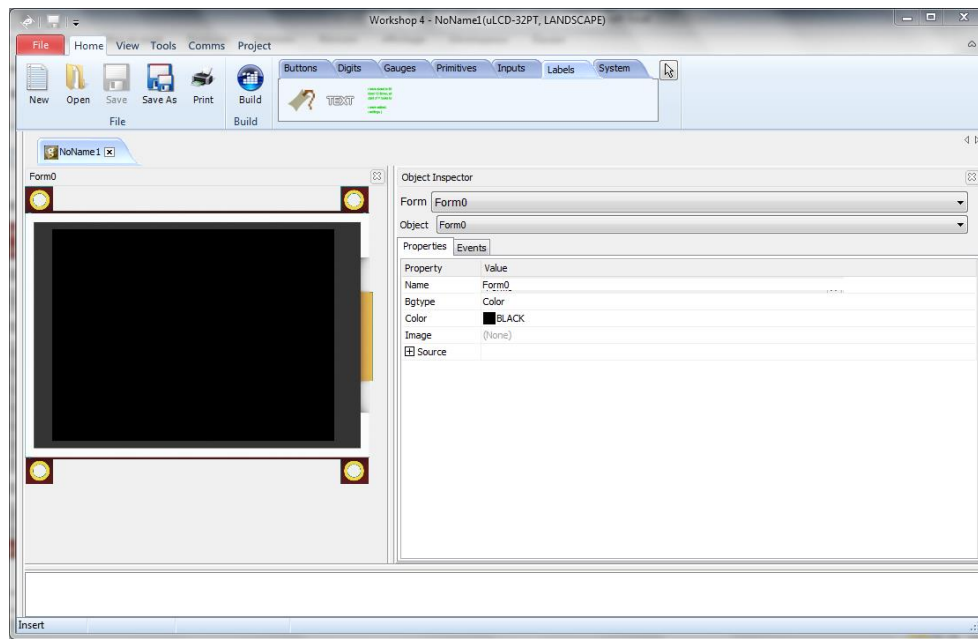 Workshop 4 - NoName1(uLCD-32PT, LANDSCAPE)
File Home View Tools Comms Project
Buttons Digits Gauges Primitives Inputs Labels System
TEXT
New Open Save Save As Print Build
File Build
NoName1
Form0 Object Inspector
Form Form0
Object Form0
Properties Events
Property Value
Name Form0
Bgtype Color
Color BLACK
Image (None)
Source
Insert